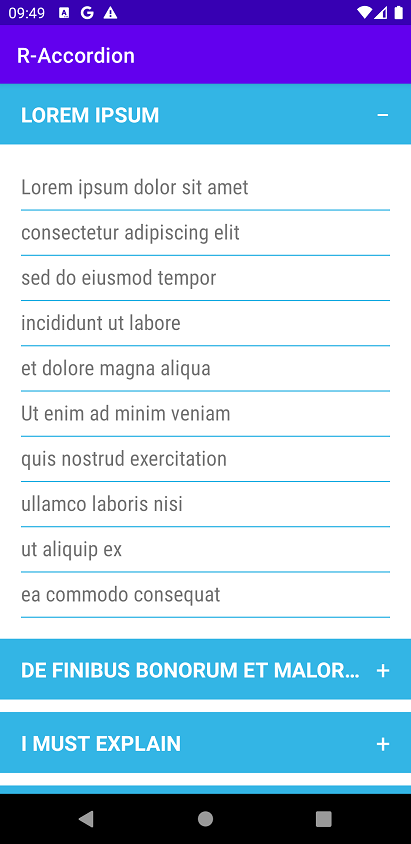 09:49
R-Accordion
LOREM IPSUM
Lorem ipsum dolor sit amet
consectetur adipiscing elit
sed do eiusmod tempor
incididunt ut labore
et dolore magna aliqua
Ut enim ad minim veniam
quis nostrud exercitation
ullamco laboris nisi
ut aliquip ex
ea commodo consequat
DE FINIBUS BONORUM ET MALOR...
I MUST EXPLAIN